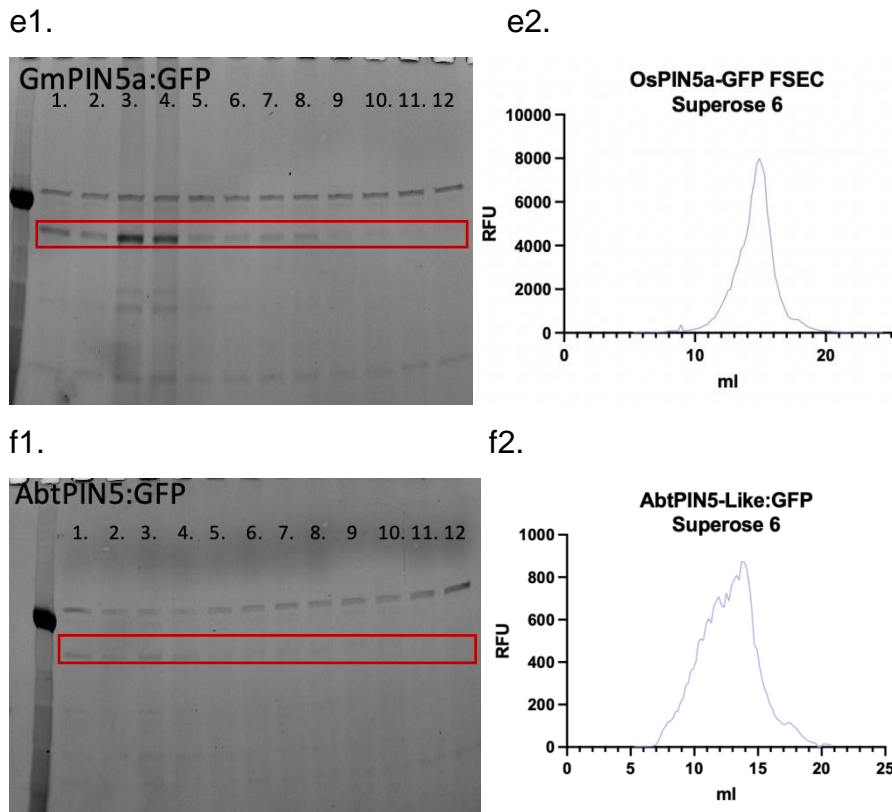 e1.
e2.
GmPIN5a:GFP
1. 2. 3. 4. 5. 6. 7. 8. 9 10. 11. 12
OsPIN5a-GFP FSEC
Superose 6
10000
8000
6000
4000
2000
0
RFU
0 10 20
ml
f1.
f2.
AbtPIN5:GFP
1. 2. 3. 4. 5. 6. 7. 8. 9 10. 11. 12
AbtPIN5-Like:GFP
Superose 6
1000
800
600
400
200
0
RFU
0 5 10 15 20 25
ml